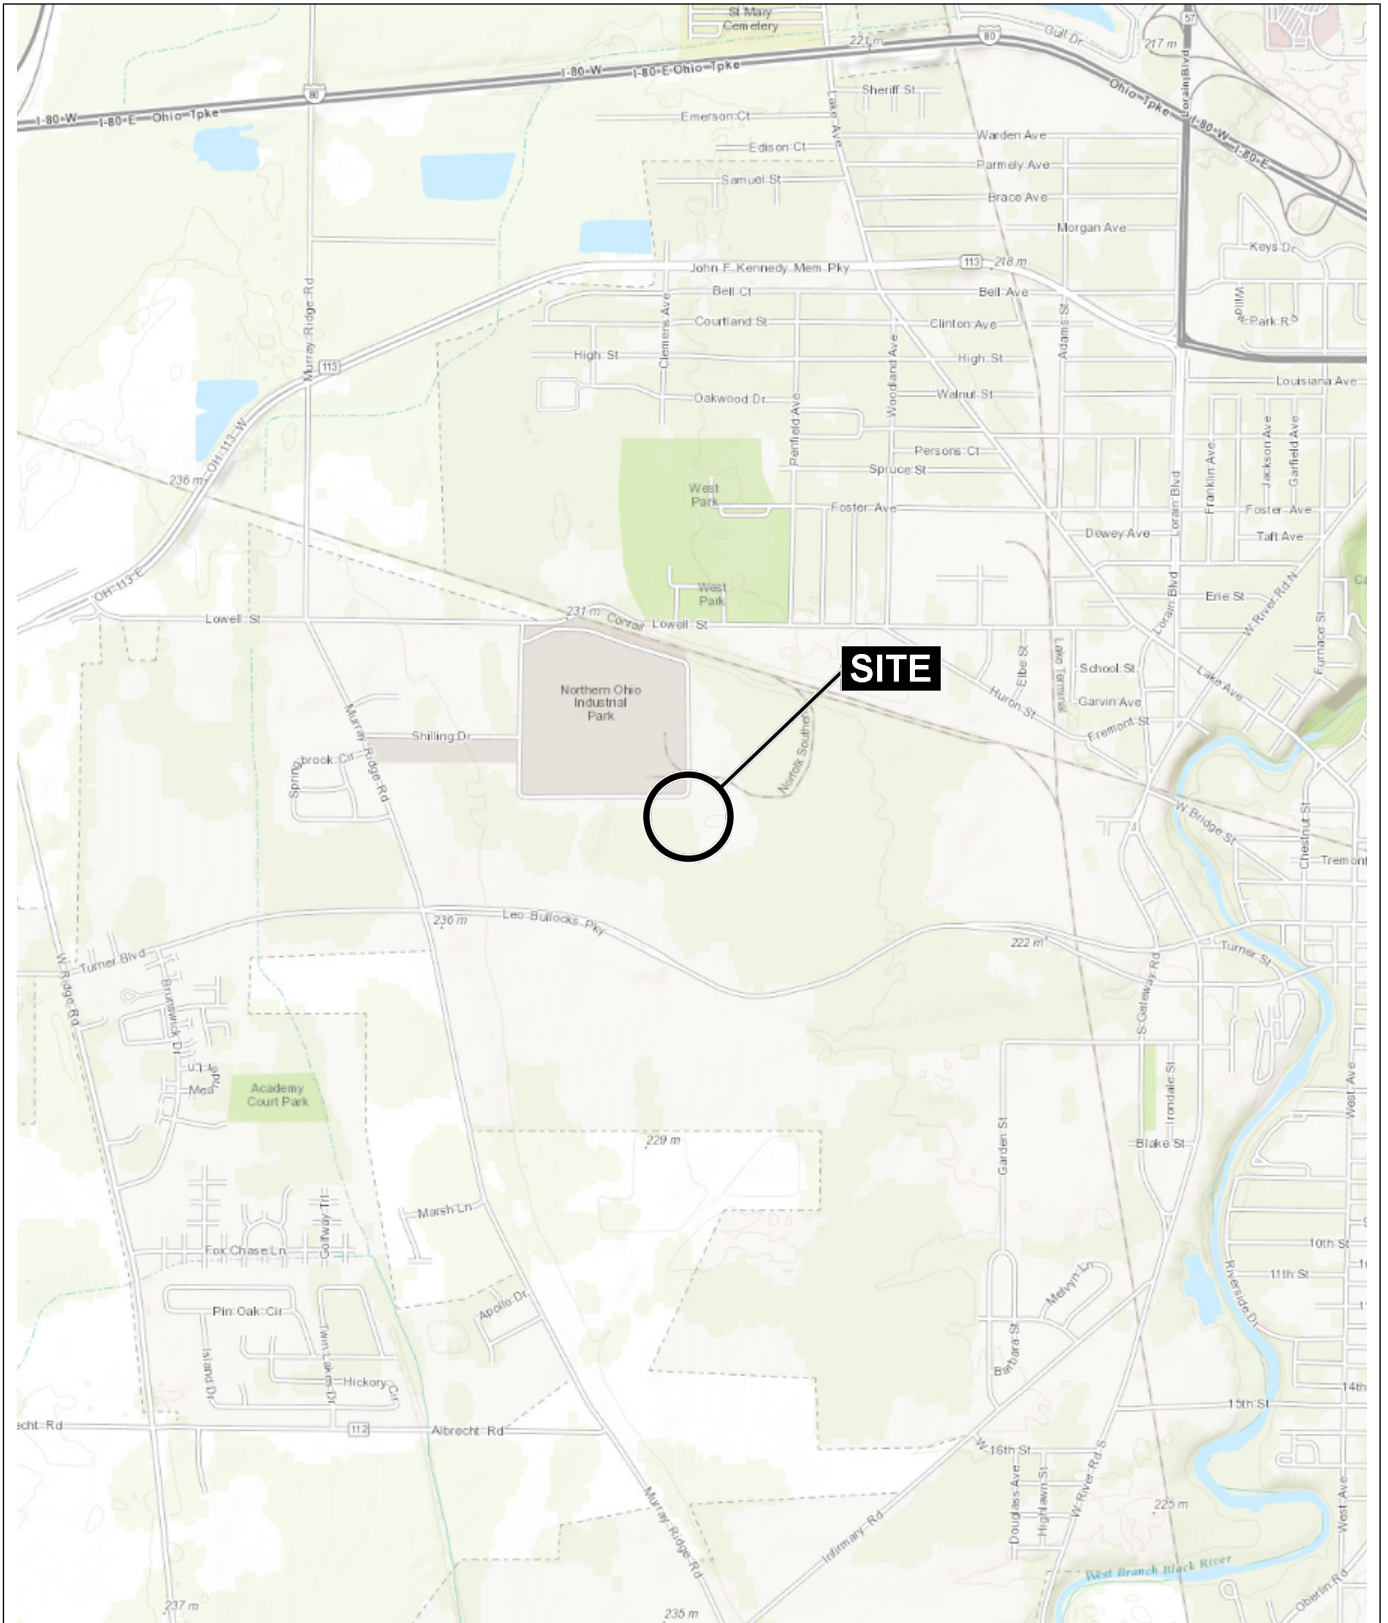 St Mary
Cemetery
221 m
80
Gull Dr
217 m
57
I-80-W
I-80-E Ohio Tpke
80
I-80-W
I-80-E Ohio Tpke
Lorain Blvd
Ohio Tpke
I-80-W
I-80-E
Sheriff St
Lake Ave
Emerson Ct
Edison Ct
Warden Ave
Parmely Ave
Samuel St
Brace Ave
Morgan Ave
Keys Dr
John F Kennedy Mem Pky
113
218 m
Murray Ridge Rd
Bell Ct
Bell Ave
Clemens Ave
Courtland St
Clinton Ave
Adams St
Willow
Park R
113
High St
High St
Woodland Ave
Louisiana Ave
Oakwood Dr
Walnut St
Penfield Ave
OH-113-W
Persons Ct
Spruce St
Franklin Ave
Jackson Ave
Garfield Ave
236 m
West
Park
Foster Ave
Lorain Blvd
Foster Ave
Dewey Ave
Taft Ave
OH-113-E
West
Park
Erie St
W River Rd N
Lorain Blvd
Lowell St
231 m
Conrail
Lowell St
Furnace St
SITE
Elbe St
Lake Terminal
School St
Lake Ave
Northern Ohio
Industrial
Park
Huron St
Garvin Ave
Fremont St
Murray Ridge Rd
Shilling Dr
Norfolk Souther
Spring
brook Cir
W Bridge St
Chestnut St
Tremont
236 m
Leo Bullocks Pky
222 m
Turner St
Turner Blvd
W Ridge Rd
Brunswick Dr
S Gateway Rd
Academy
Court Park
Irondale St
West Ave
229 m
Garden St
Blake St
Marsh Ln
Golfway Trl
Fox Chase Ln
10th St
11th St
Melvyn Ln
Riverside Dr
Apollo Dr
Pin Oak Cir
Island Dr
Twin Lakes Dr
Barbara St
Hickory Cir
14th
15th St
echt Rd
112
Albrecht Rd
W 16th St
Murray Ridge Rd
Douglass Ave
Highlawn St
W River Rd S
225 m
West Ave
Infirmary Rd
West Branch Black River
Oberlin Rd
237 m
235 m